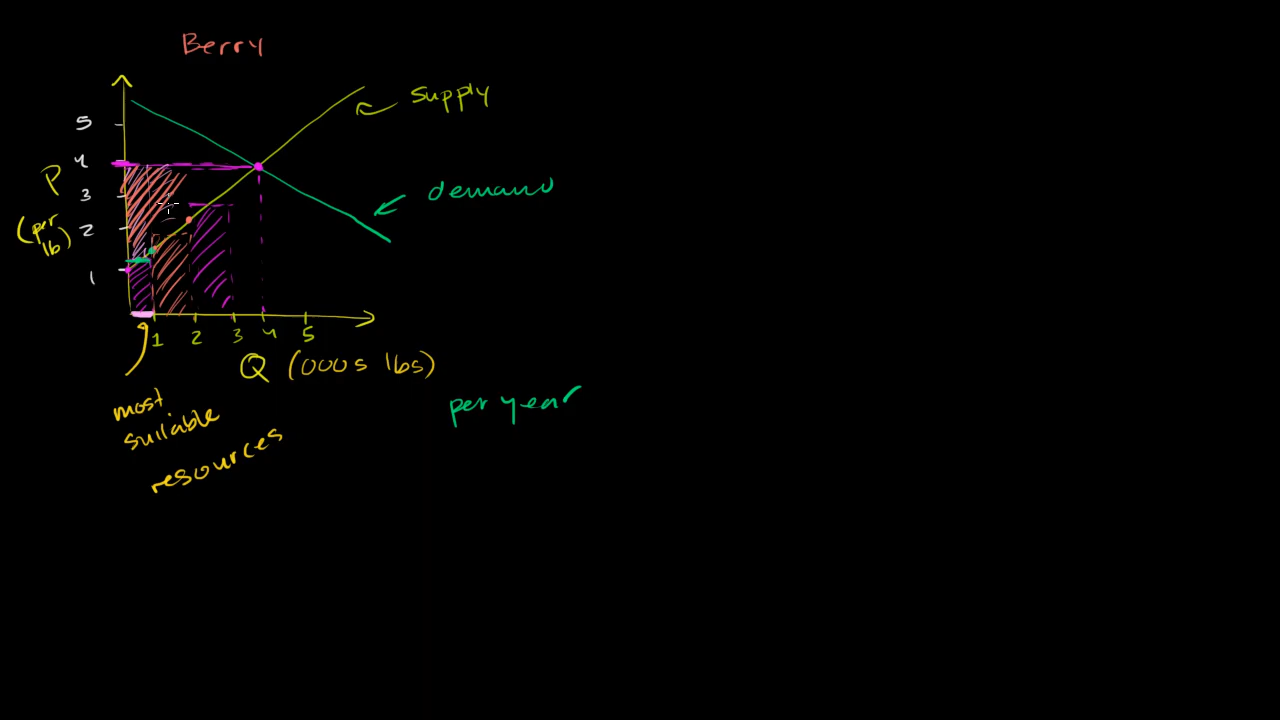 Berry
supply
5
4
P
3
demand
(per
lb)
2
1
1 2 3 4 5
Q (000s lbs)
per year
most
suitable
resources